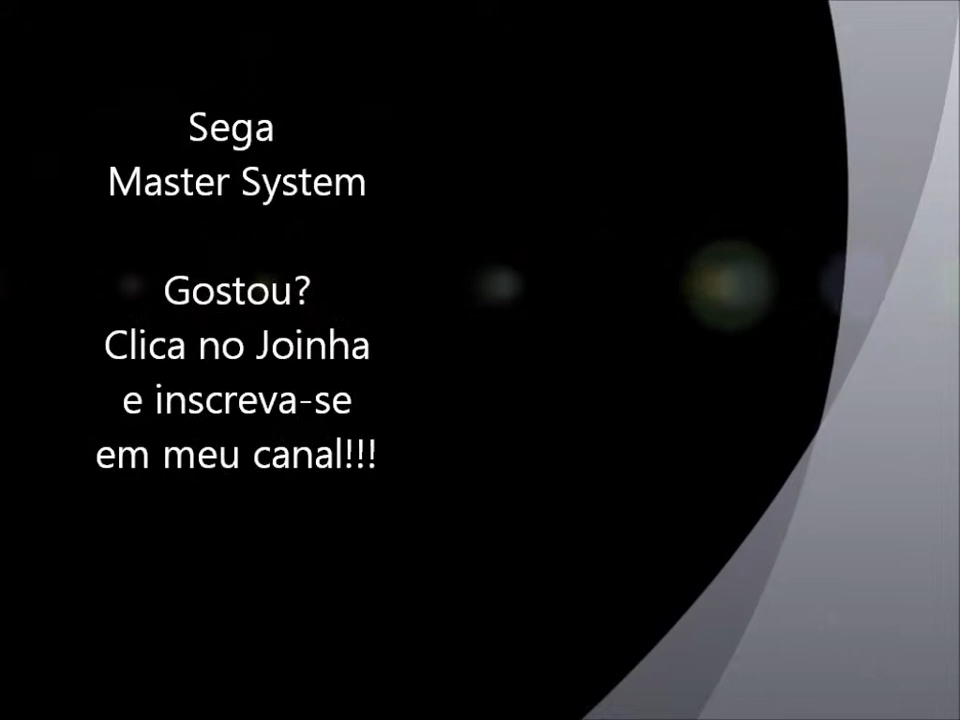 Sega
Master System
Gostou?
Clica no Joinha
e inscreva-se
em meu canal!!!